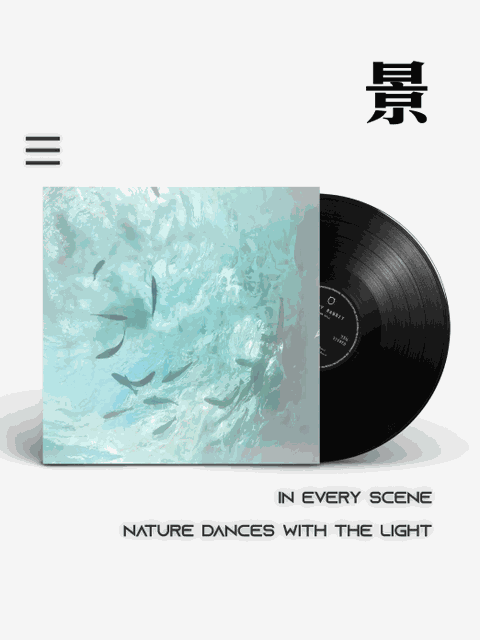 景
IN EVERY SCENE
NATURE DANCES WITH THE LIGHT